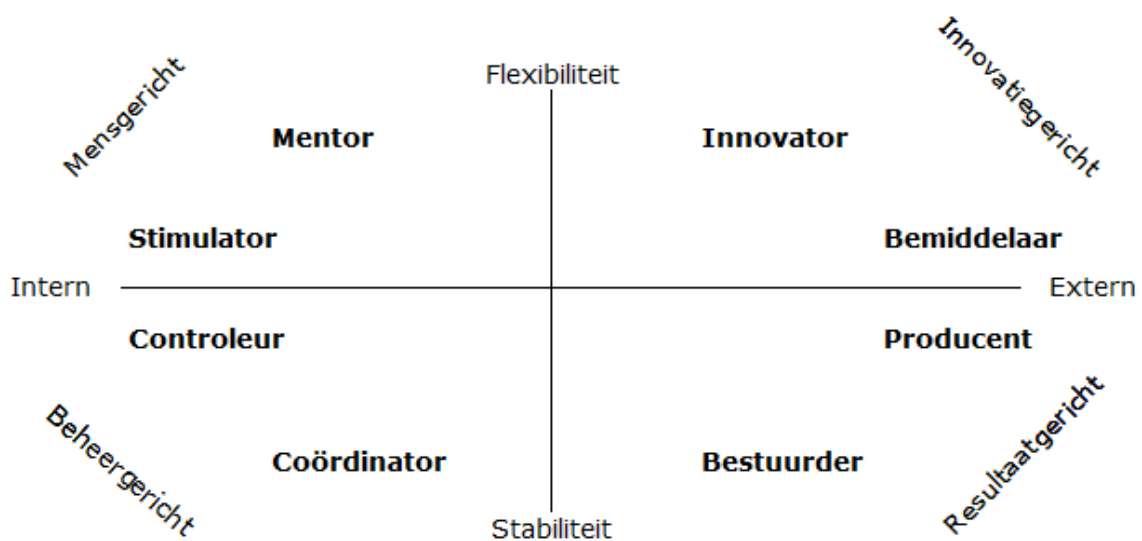 Mensgericht
Flexibiliteit
Innovatiegericht
Mentor
Innovator
Stimulator
Bemiddelaar
Intern
Extern
Controleur
Producent
Beheergericht
Coördinator
Bestuurder
Resultaatgericht
Stabiliteit